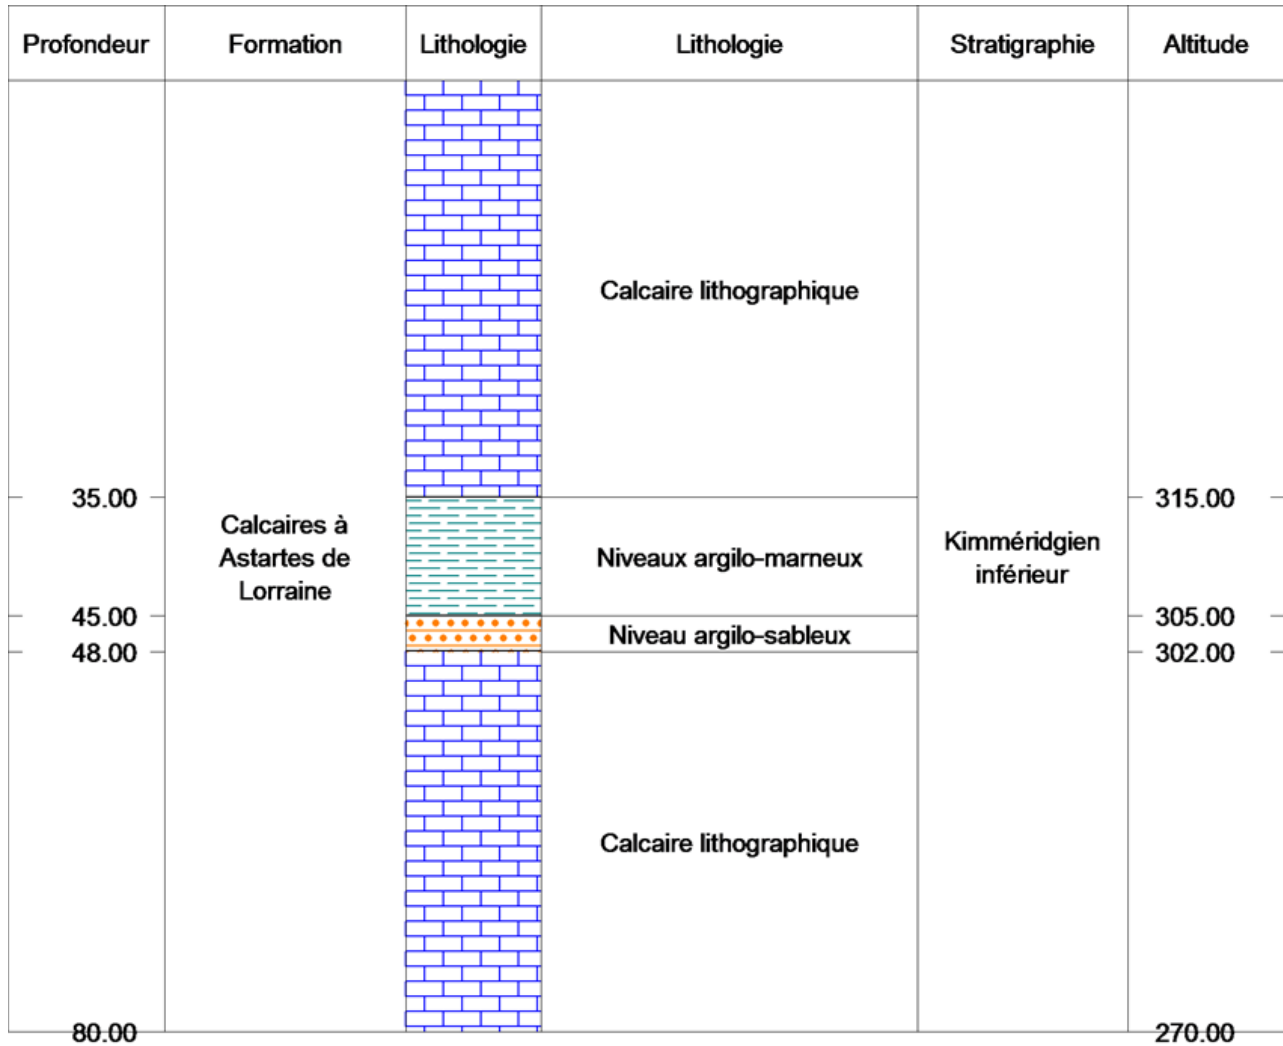 Profondeur Formation Lithologie Lithologie Stratigraphie Altitude
Calcaire lithographique
35.00 315.00
Calcaires à
Astartes de
Lorraine
Niveaux argilo-marneux
Kimméridgien
inférieur
45.00 305.00
Niveau argilo-sableux
48.00 302.00
Calcaire lithographique
80.00 270.00